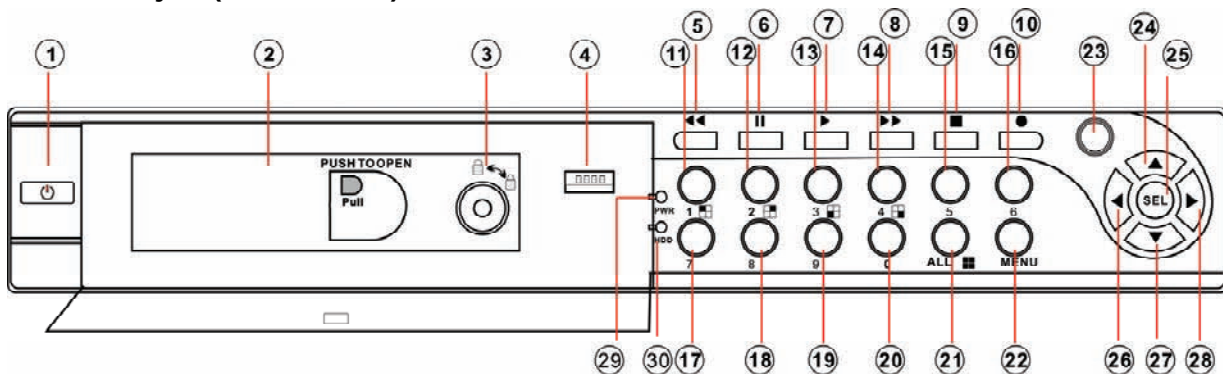 1 2 3 4 5 6 7 8 9 10
11 12 13 14 15 16 23 24 25
PUSH TO OPEN
Pull
SEL
PWR
1 2 3 4 5 6
HDD
7 8 9 0 ALL MENU
29 30 17 18 19 20 21 22 26 27 28